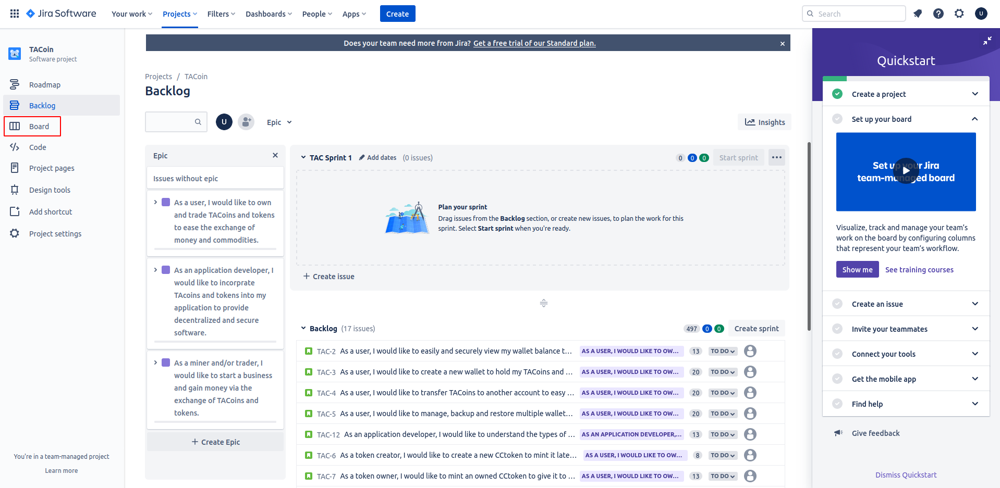 Jira Software
Your work
Projects
Filters
Dashboards
People
Apps
Create
Search
U
TACoin
Software project
Roadmap
Backlog
Board
Code
Project pages
Design tools
Add shortcut
Project settings
You're in a team-managed project
Learn more
Does your team need more from Jira? Get a free trial of our Standard plan.
Projects / TACoin
Backlog
U
Epic
Insights
Epic
Issues without epic
As a user, I would like to own
and trade TACoins and tokens
to ease the exchange of
money and commodities.
As an application developer, I
would like to incorprate
TAcoins and tokens into my
application to provide
decentralized and secure
software.
As a miner and/or trader, I
would like to start a business
and gain money via the
exchange of TACoins and
tokens.
+ Create Epic
TAC Sprint 1 Add dates (0 issues)
0 0 0 Start sprint
Plan your sprint
Drag issues from the Backlog section, or create new issues, to plan the work for this
sprint. Select Start sprint when you're ready.
+ Create issue
Backlog (17 issues)
497 0 0 Create sprint
TAC-2 As a user, I would like to easily and securely view my wallet balance t... AS A USER, I WOULD LIKE TO OW... 13 TO DO
TAC-3 As a user, I would like to create a new wallet to hold my TACoins and ... AS A USER, I WOULD LIKE TO OW... 20 TO DO
TAC-4 As a user, I would like to transfer TACoins to another account to easy ... AS A USER, I WOULD LIKE TO OW... 20 TO DO
TAC-5 As a user, I would like to manage, backup and restore multiple wallet... AS A USER, I WOULD LIKE TO OW... 20 TO DO
TAC-12 As an application developer, I would like to understand the types of ... AS AN APPLICATION DEVELOPER,... 13 TO DO
TAC-6 As a token creator, I would like to create a new CCtoken to mint it late... AS A USER, I WOULD LIKE TO OW... 8 TO DO
TAC-7 As a token owner, I would like to mint an owned CCtoken to give it to ... AS A USER, I WOULD LIKE TO OW... 13 TO DO
Quickstart
Create a project
Set up your board
Set up your Jira
team-managed board
Visualize, track and manage your team's
work on the board by configuring columns
that represent your team's workflow.
Show me
See training courses
Create an issue
Invite your teammates
Connect your tools
Get the mobile app
Find help
Give feedback
Dismiss Quickstart